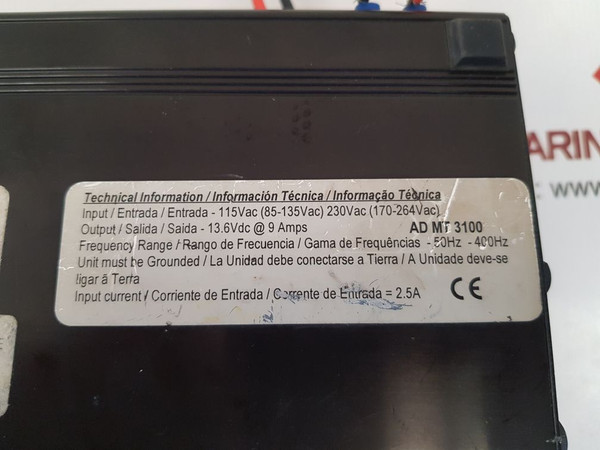 Technical Information / Información Técnica / Informação Técnica
Input / Entrada / Entrada - 115Vac (85-135Vac) 230Vac (170-264Vac)
Output / Salida / Saida - 13.6Vdc @ 9 Amps AD MT 3100
Frequency Range / Rango de Frecuencia / Gama de Frequências - 50Hz - 400Hz
Unit must be Grounded / La Unidad debe conectarse a Tierra / A Unidade deve-se
ligar â Terra
Input current / Corriente de Entrada / Corrente de Entrada = 2.5A CE
ARIN
: www.